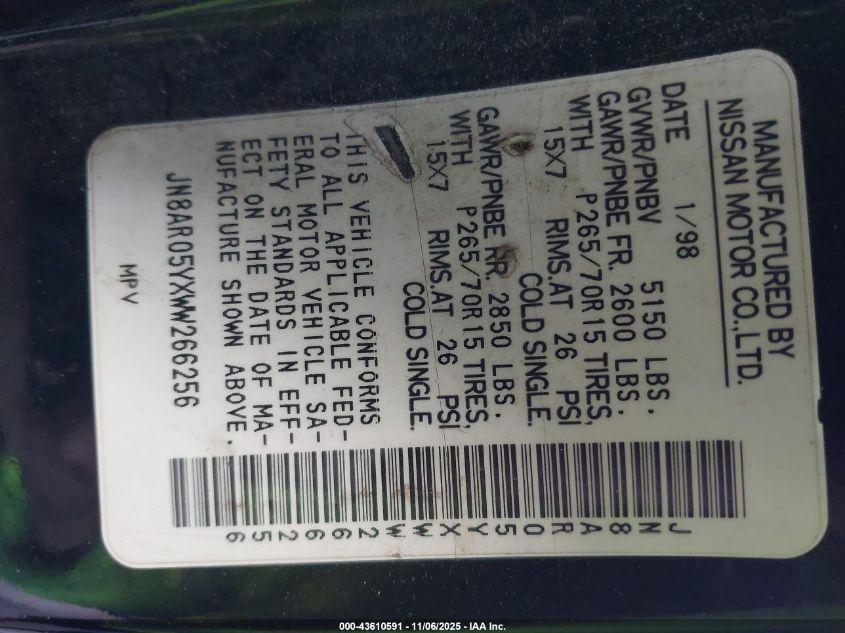 MANUFACTURED BY
NISSAN MOTOR CO.,LTD.
DATE 1/98
GVWR/PNBV 5150 LBS.
GAWR/PNBE FR. 2600 LBS.
WITH P265/70R15 TIRES,
15X7 RIMS.AT 26 PSI
COLD SINGLE.
GAWR/PNBE RR. 2850 LBS.
WITH P265/70R15 TIRES,
15X7 RIMS.AT 26 PSI
COLD SINGLE.
THIS VEHICLE CONFORMS
TO ALL APPLICABLE FED-
ERAL MOTOR VEHICLE SA-
FETY STANDARDS IN EFF-
ECT ON THE DATE OF MA-
NUFACTURE SHOWN ABOVE.
JN8AR05YXWW266256
MPV
JN8AR05YXWW266256
000-43610591 - 11/06/2025 - IAA Inc.